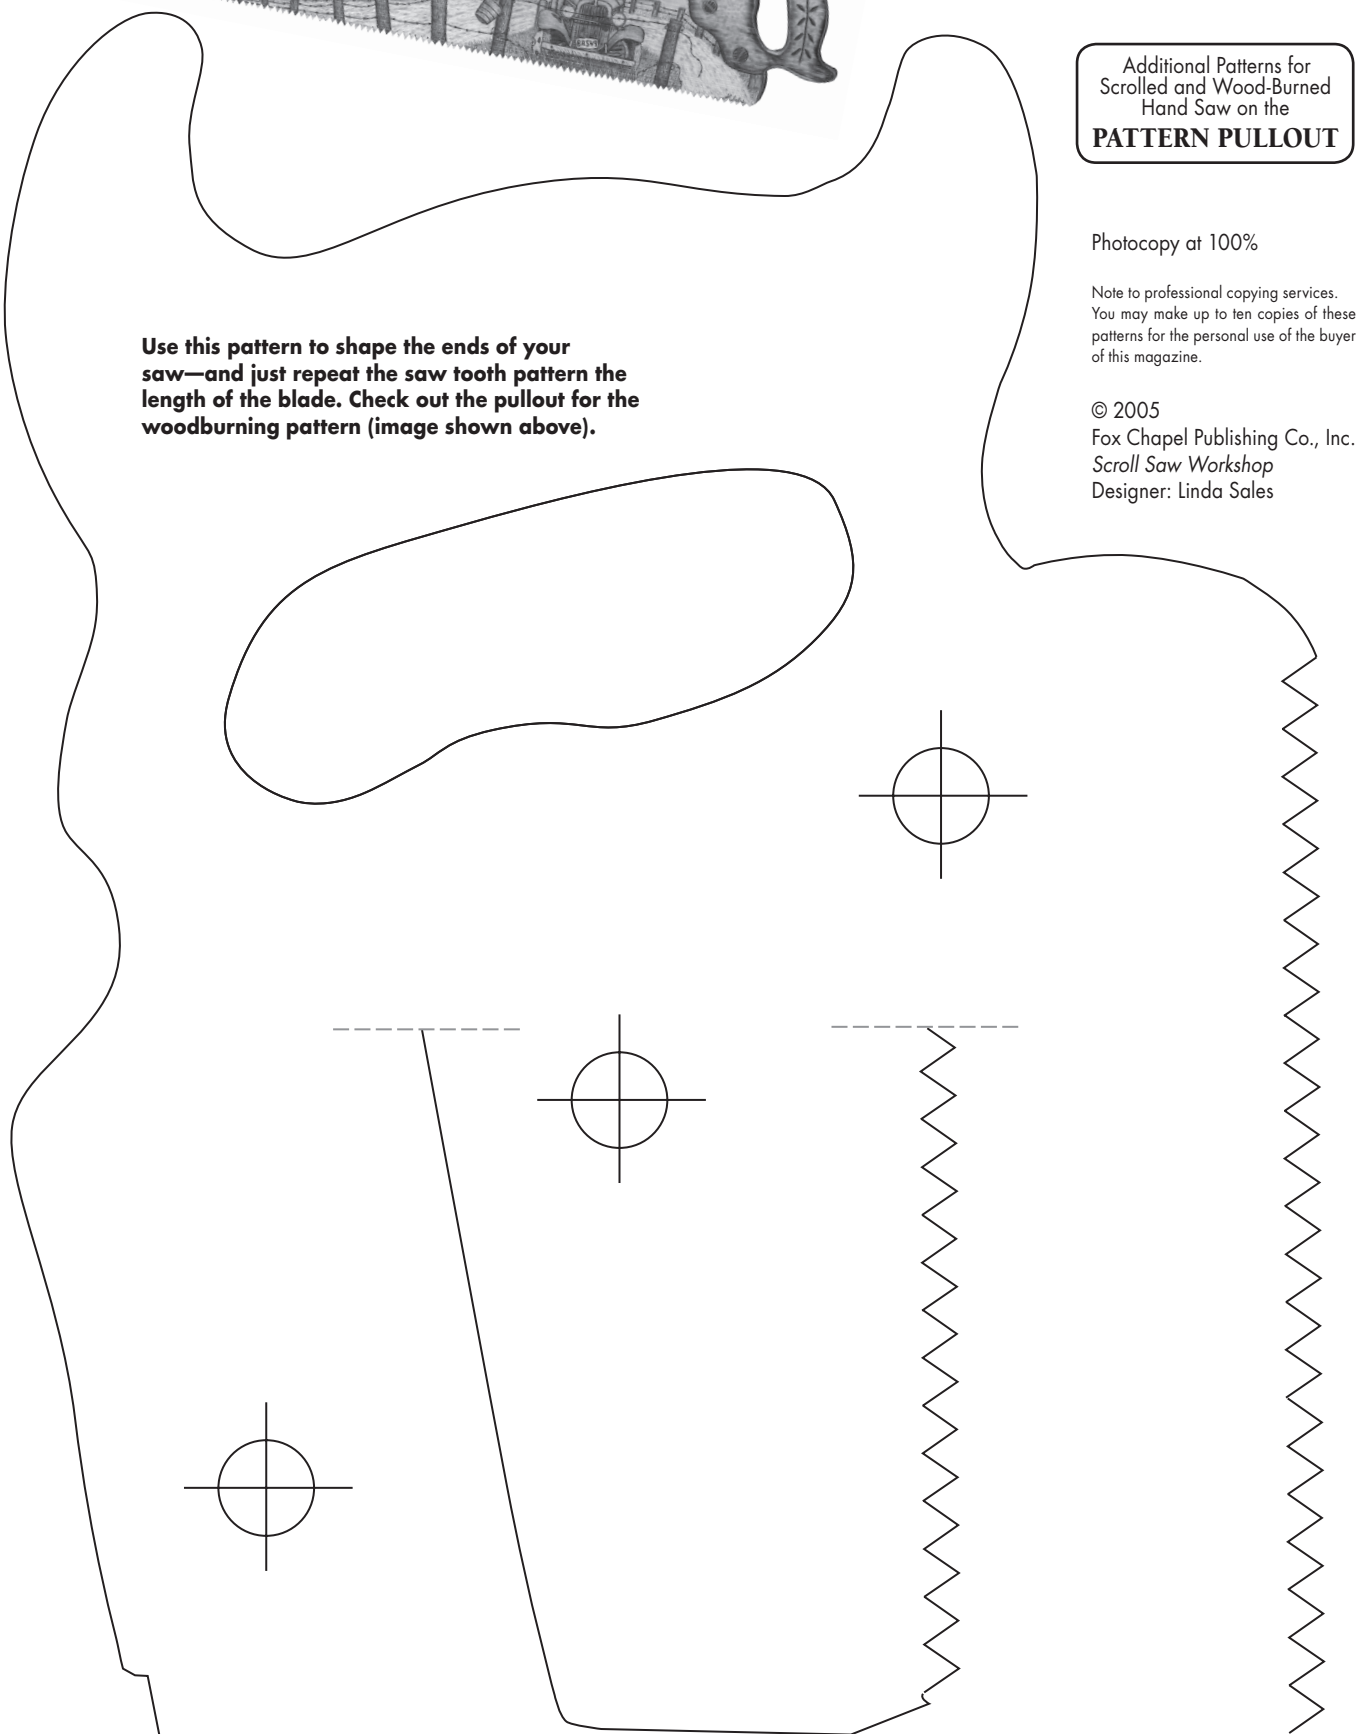 Additional Patterns for
Scrolled and Wood-Burned
Hand Saw on the
PATTERN PULLOUT
Photocopy at 100%
Note to professional copying services.
You may make up to ten copies of these
patterns for the personal use of the buyer
of this magazine.
Use this pattern to shape the ends of your
saw—and just repeat the saw tooth pattern the
length of the blade. Check out the pullout for the
woodburning pattern (image shown above).
© 2005
Fox Chapel Publishing Co., Inc.
Scroll Saw Workshop
Designer: Linda Sales